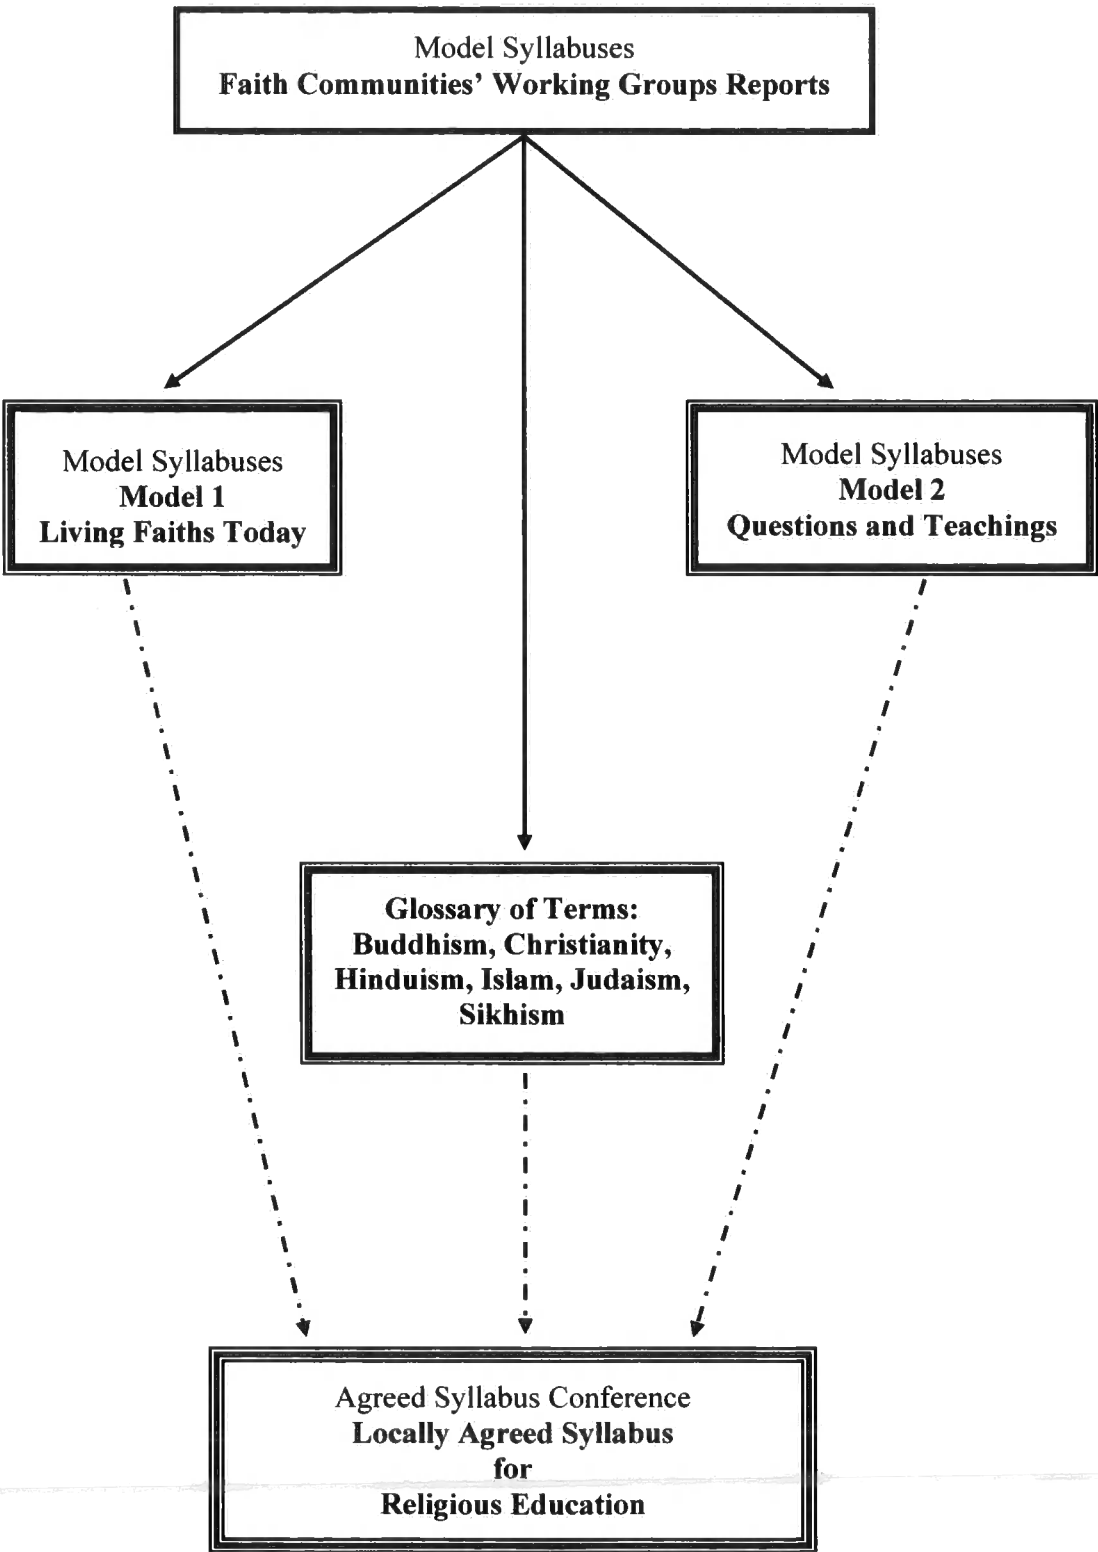 Model Syllabuses
Faith Communities' Working Groups Reports
Model Syllabuses
Model 1
Living Faiths Today
Model Syllabuses
Model 2
Questions and Teachings
Glossary of Terms:
Buddhism, Christianity,
Hinduism, Islam, Judaism,
Sikhism
Agreed Syllabus Conference
Locally Agreed Syllabus
for
Religious Education